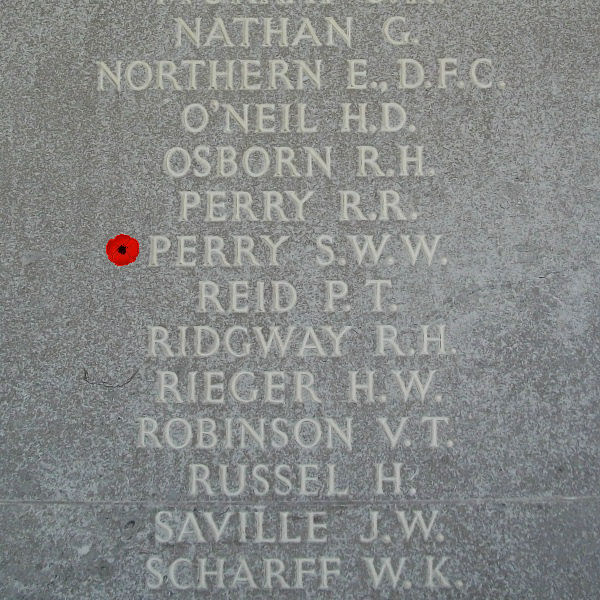 NATHAN G.
NORTHERN E., D.F.C.
O'NEIL H.D.
OSBORN R.H.
PERRY R.R.
PERRY S.W.W.
REID P.T.
RIDGWAY R.H.
RIEGER H.W.
ROBINSON V.T.
RUSSEL H.
SAVILLE J.W.
SCHARFF W.K.